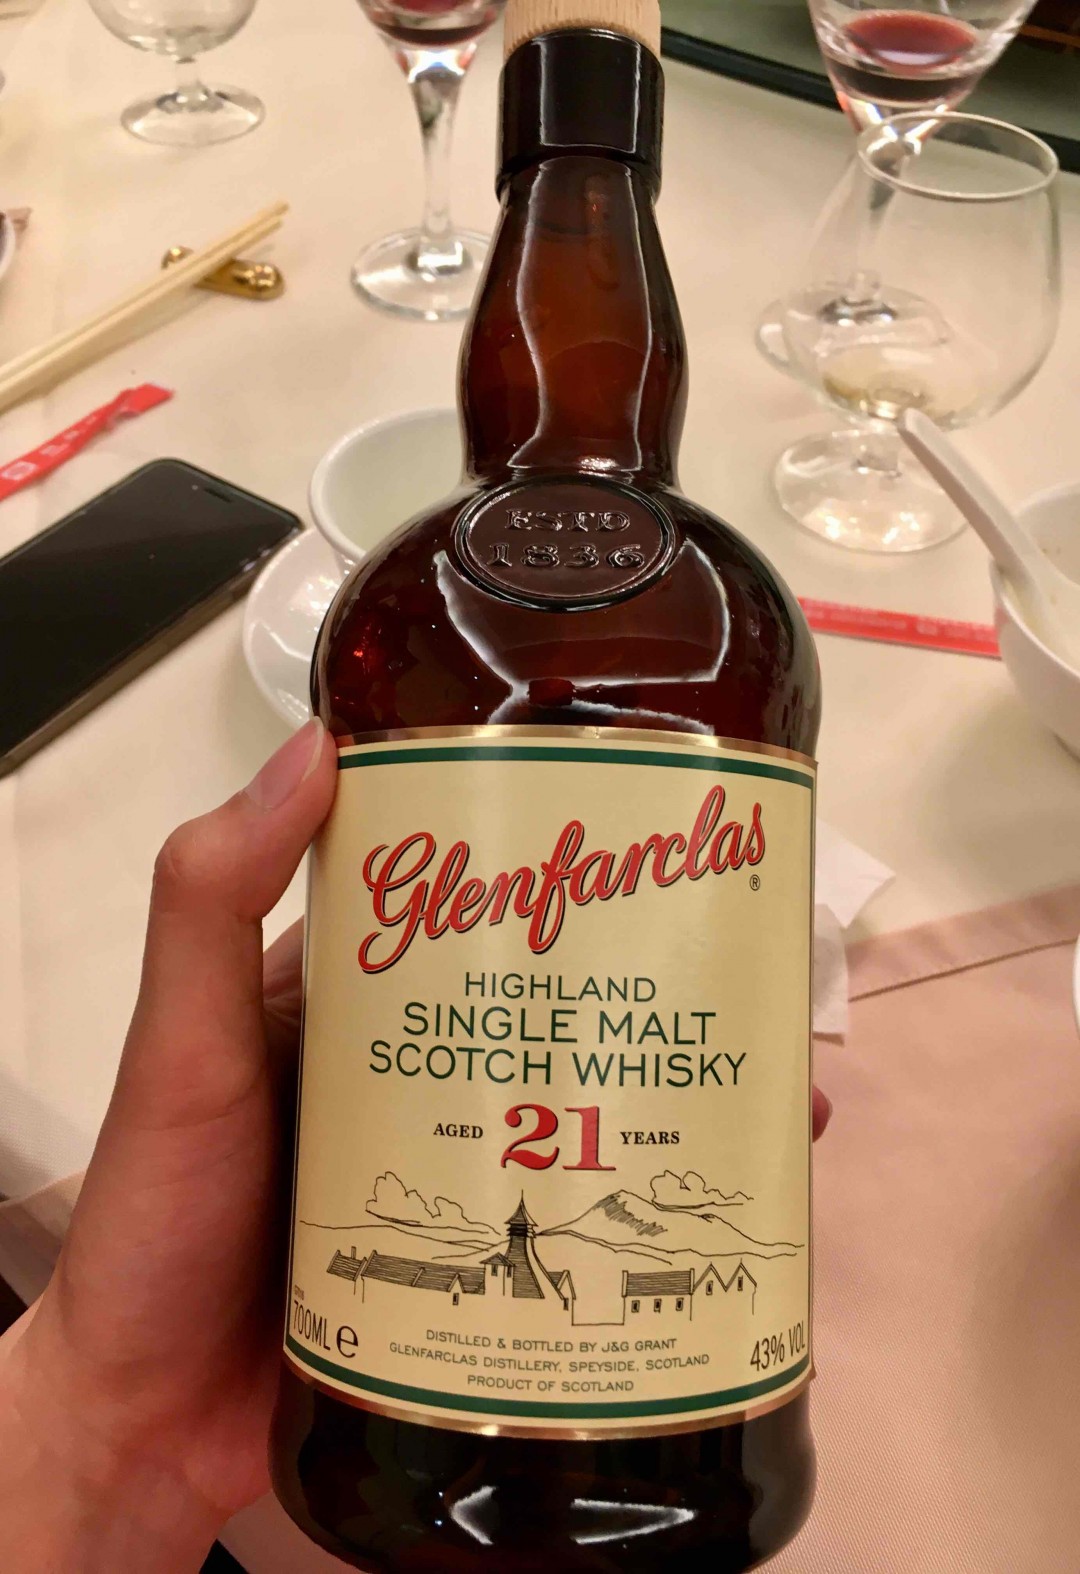 ESTD
1836
Glenfarclas
®
HIGHLAND
SINGLE MALT
SCOTCH WHISKY
AGED 21 YEARS
700ML e
DISTILLED & BOTTLED BY J&G GRANT
GLENFARCLAS DISTILLERY, SPEYSIDE, SCOTLAND
PRODUCT OF SCOTLAND
43% VOL